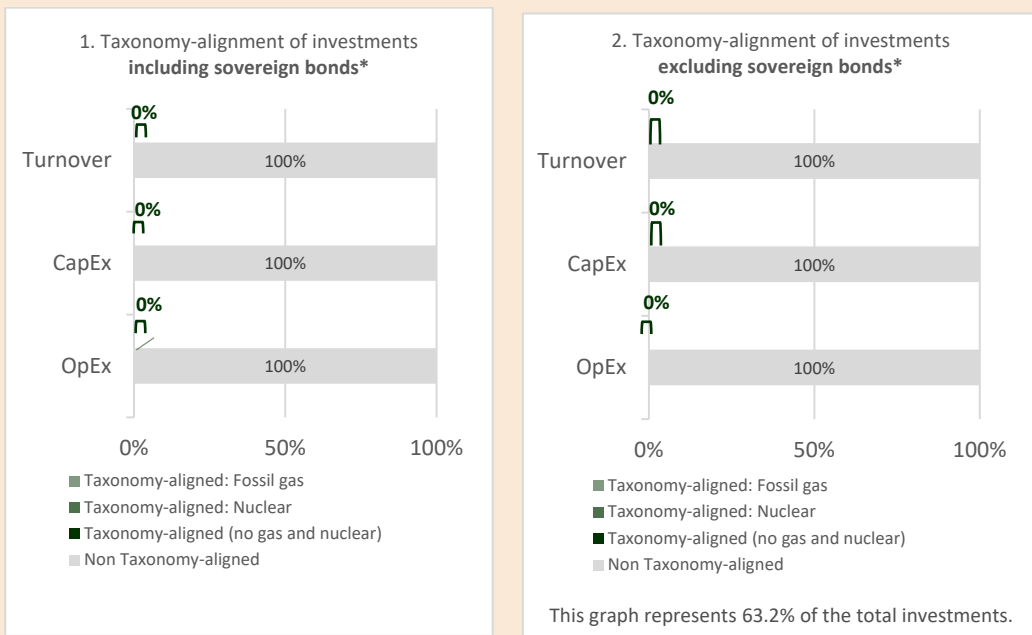 1. Taxonomy-alignment of investments
including sovereign bonds*
0%
Turnover
100%
0%
CapEx
100%
0%
OpEx
100%
0% 50% 100%
Taxonomy-aligned: Fossil gas
Taxonomy-aligned: Nuclear
Taxonomy-aligned (no gas and nuclear)
Non Taxonomy-aligned
2. Taxonomy-alignment of investments
excluding sovereign bonds*
0%
Turnover
100%
0%
CapEx
100%
0%
OpEx
100%
0% 50% 100%
Taxonomy-aligned: Fossil gas
Taxonomy-aligned: Nuclear
Taxonomy-aligned (no gas and nuclear)
Non Taxonomy-aligned
This graph represents 63.2% of the total investments.